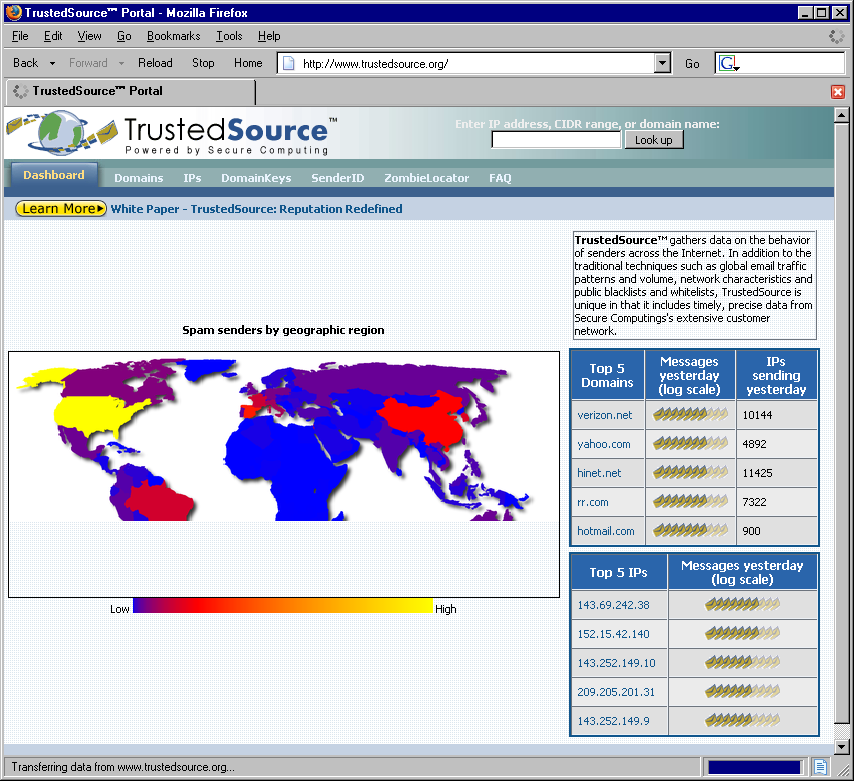 TrustedSource™ Portal - Mozilla Firefox
File Edit View Go Bookmarks Tools Help
Back Forward Reload Stop Home http://www.trustedsource.org/ Go G
TrustedSource™ Portal
TrustedSource™
Powered by Secure Computing
Enter IP address, CIDR range, or domain name:
Look up
Dashboard Domains IPs DomainKeys SenderID ZombieLocator FAQ
Learn More White Paper - TrustedSource: Reputation Redefined
TrustedSource™ gathers data on the behavior
of senders across the Internet. In addition to the
traditional techniques such as global email traffic
patterns and volume, network characteristics and
public blacklists and whitelists, TrustedSource is
unique in that it includes timely, precise data from
Secure Computings's extensive customer
network.
Spam senders by geographic region
Low High
Top 5 Domains Messages yesterday (log scale) IPs sending yesterday
verizon.net 10144
yahoo.com 4892
hinet.net 11425
rr.com 7322
hotmail.com 900
Top 5 IPs Messages yesterday (log scale)
143.69.242.38
152.15.42.140
143.252.149.10
209.205.201.31
143.252.149.9
Transferring data from www.trustedsource.org...